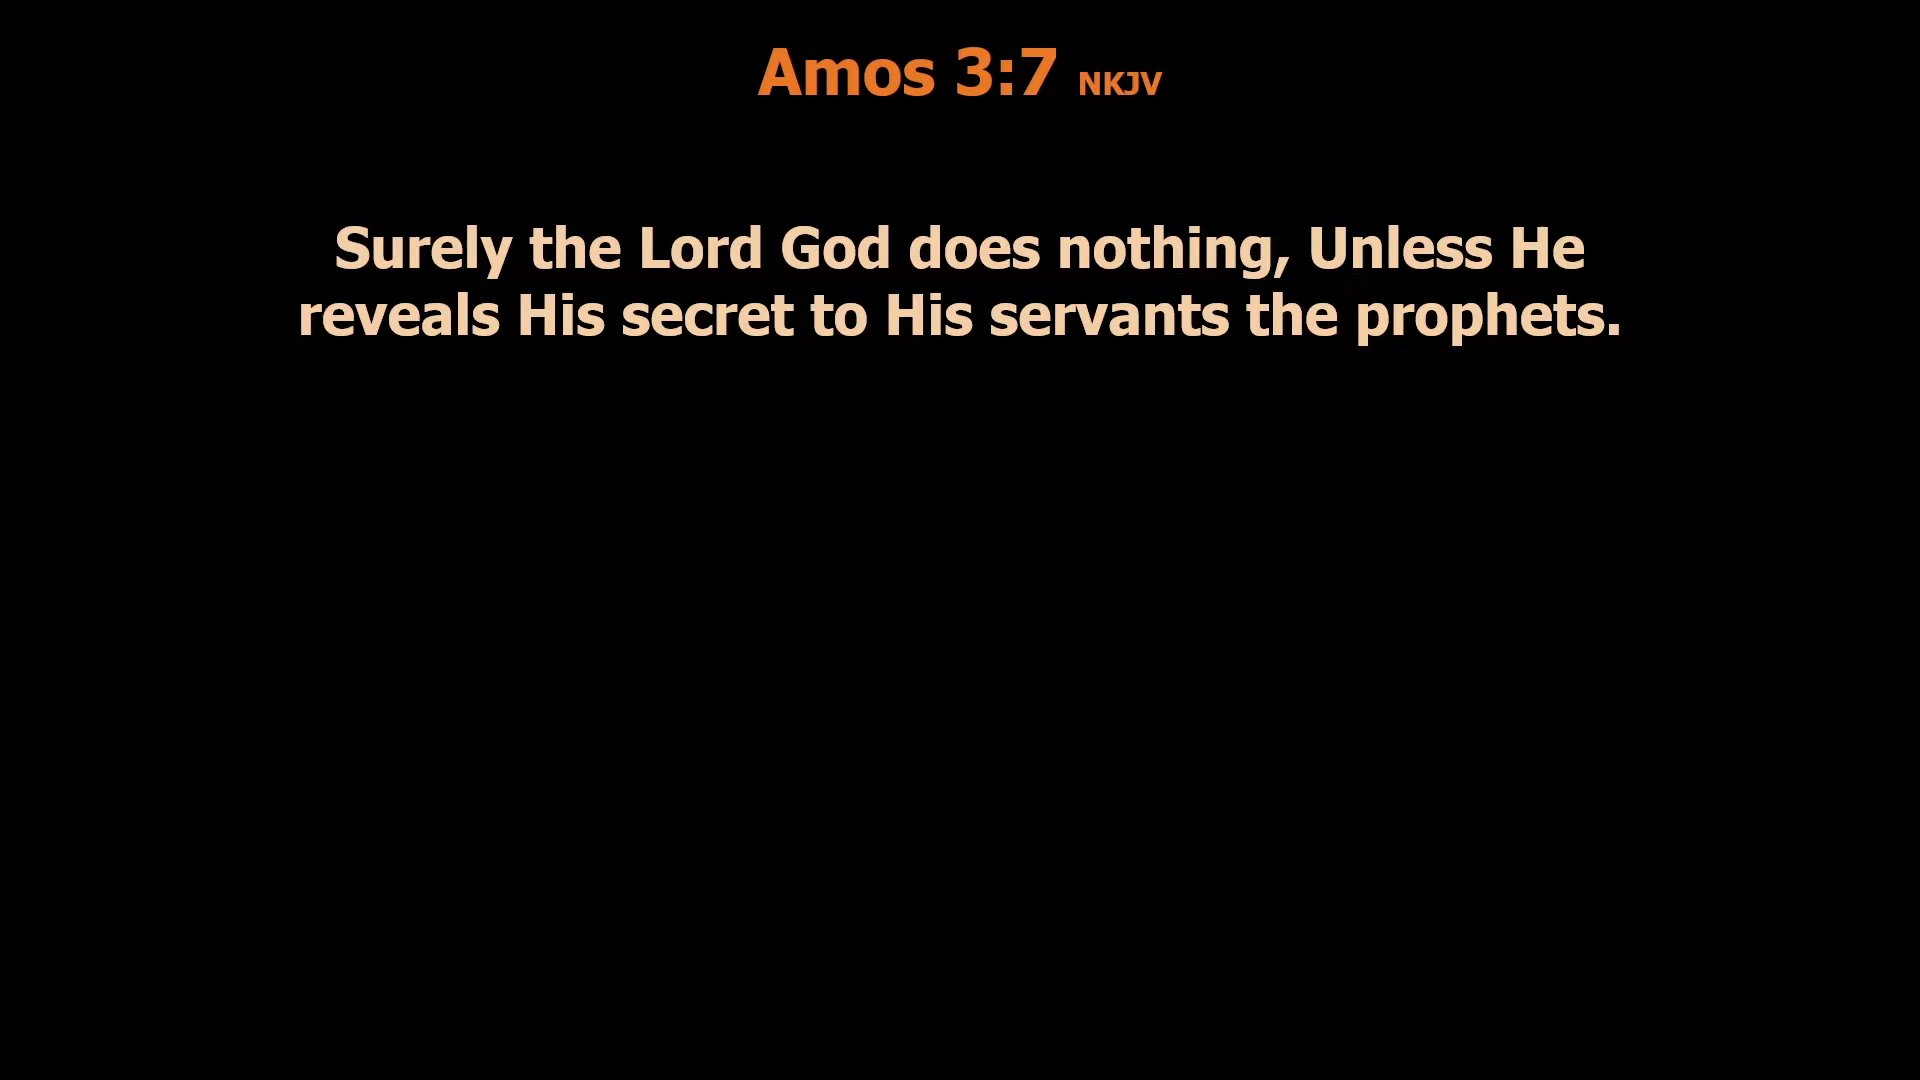 Amos 3:7 NKJV
Surely the Lord God does nothing, Unless He
reveals His secret to His servants the prophets.